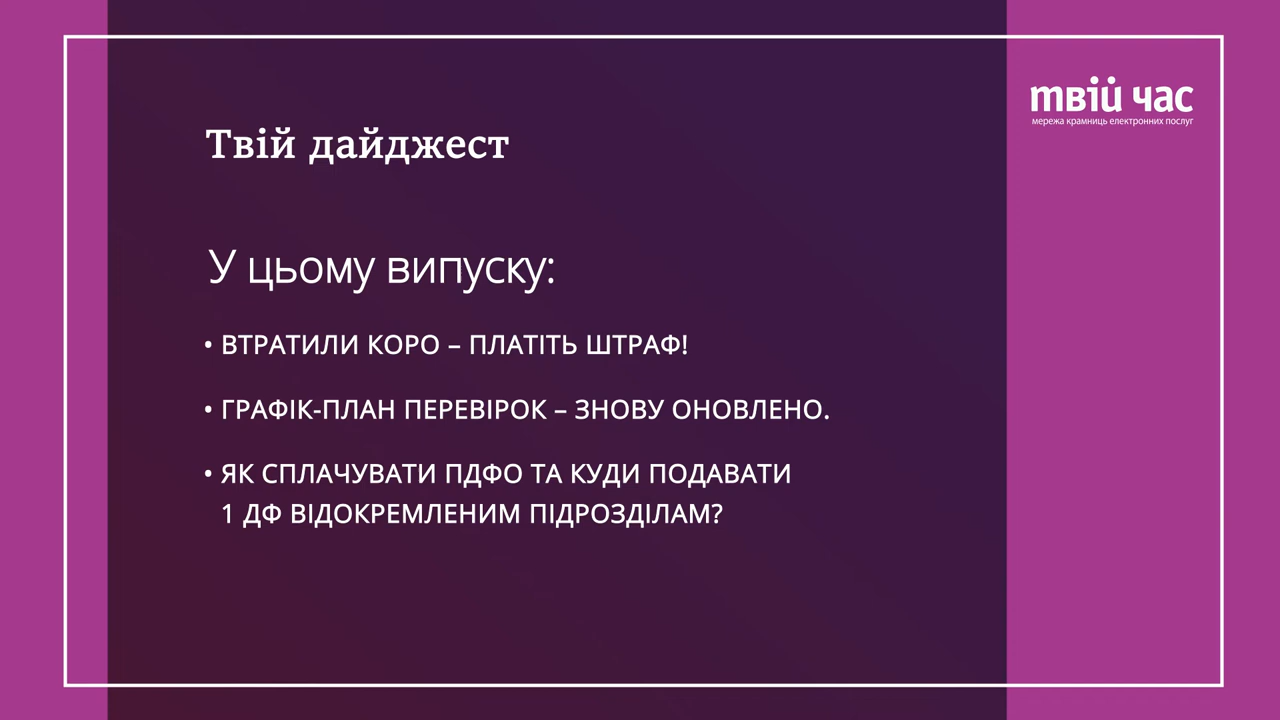 твій час
мережа крамниць електронних послуг
Твій дайджест
У цьому випуску:
• ВТРАТИЛИ КОРО – ПЛАТІТЬ ШТРАФ!
• ГРАФІК-ПЛАН ПЕРЕВІРОК – ЗНОВУ ОНОВЛЕНО.
• ЯК СПЛАЧУВАТИ ПДФО ТА КУДИ ПОДАВАТИ
1 ДФ ВІДОКРЕМЛЕНИМ ПІДРОЗДІЛАМ?